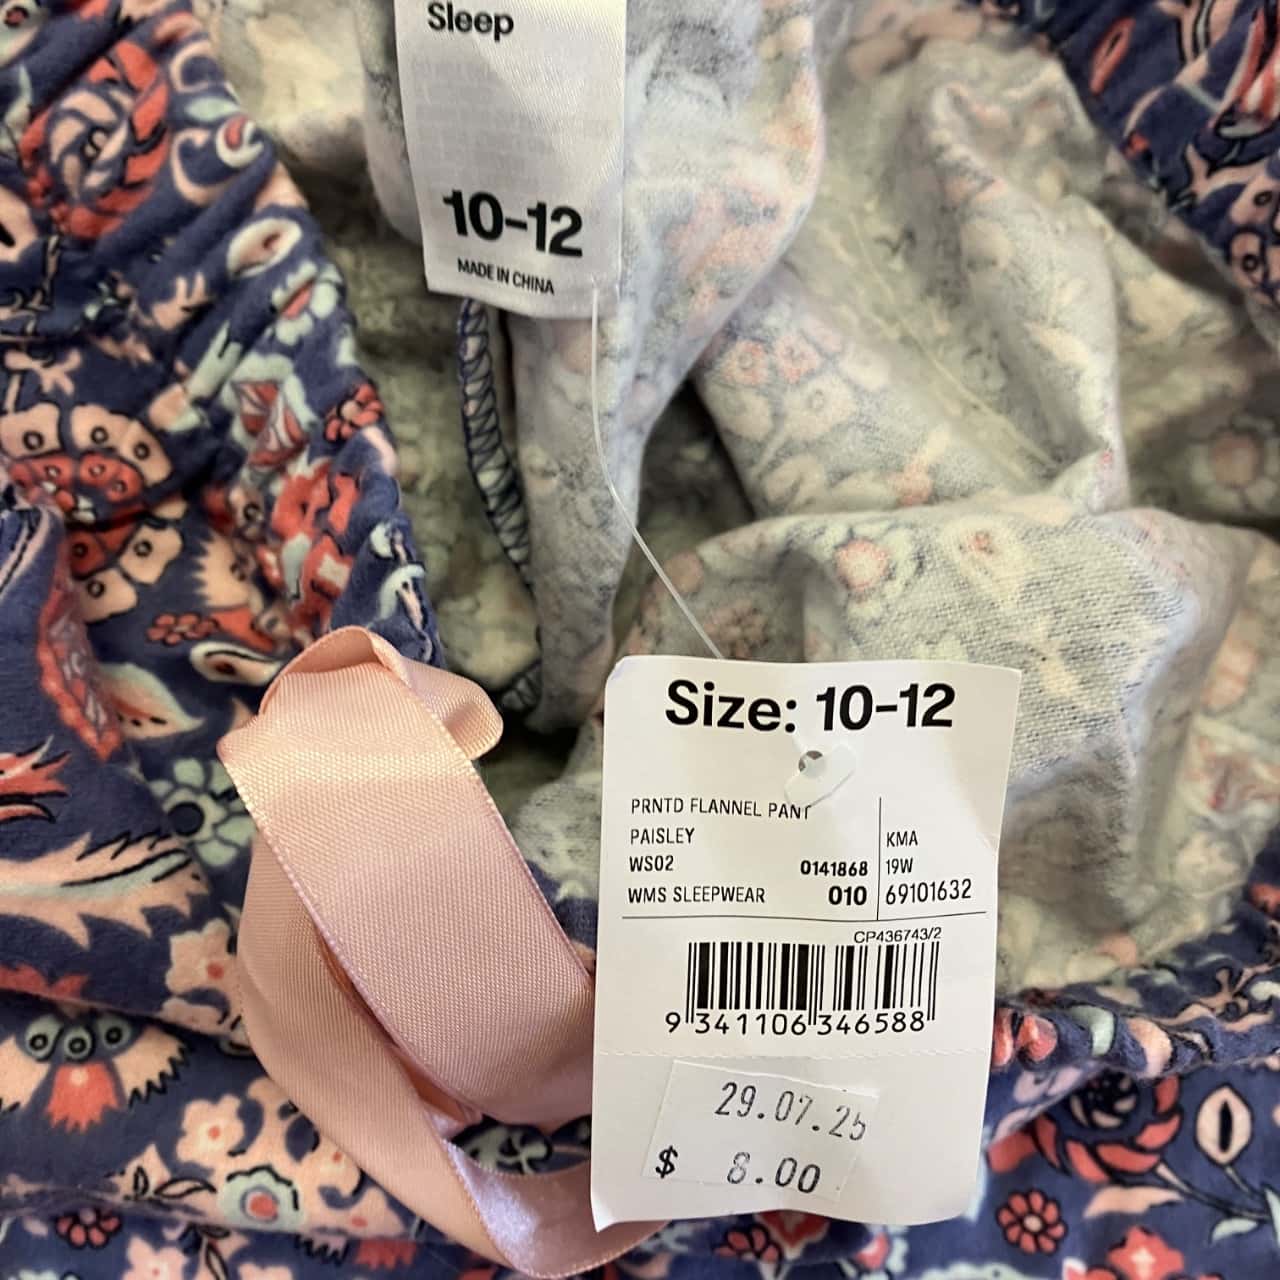 Sleep
10-12
MADE IN CHINA
Size: 10-12
PRNTD FLANNEL PANT
PAISLEY
KMA
WS02
0141868
19W
WMS SLEEPWEAR
010
69101632
CP436743/2
9 341106 346588
29.07.25
$ 8.00